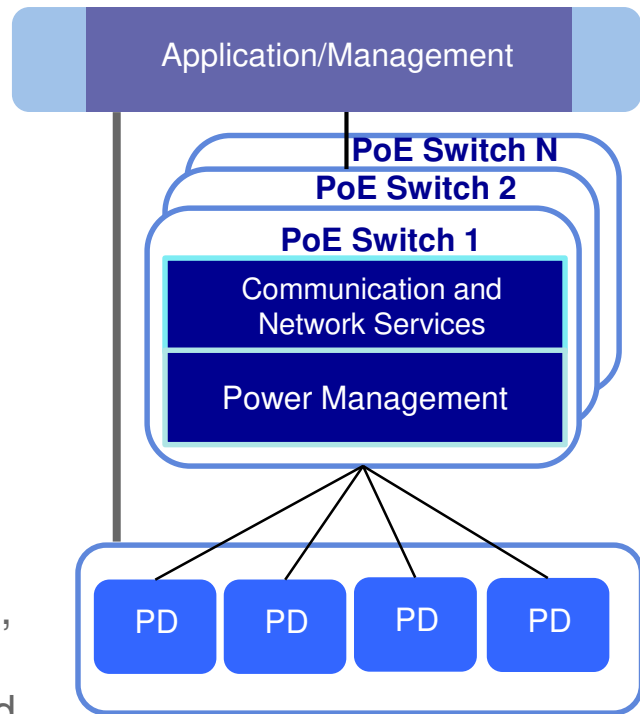 Application/Management
PoE Switch N
PoE Switch 2
PoE Switch 1
Communication and
Network Services
Power Management
PD PD PD PD
,
d